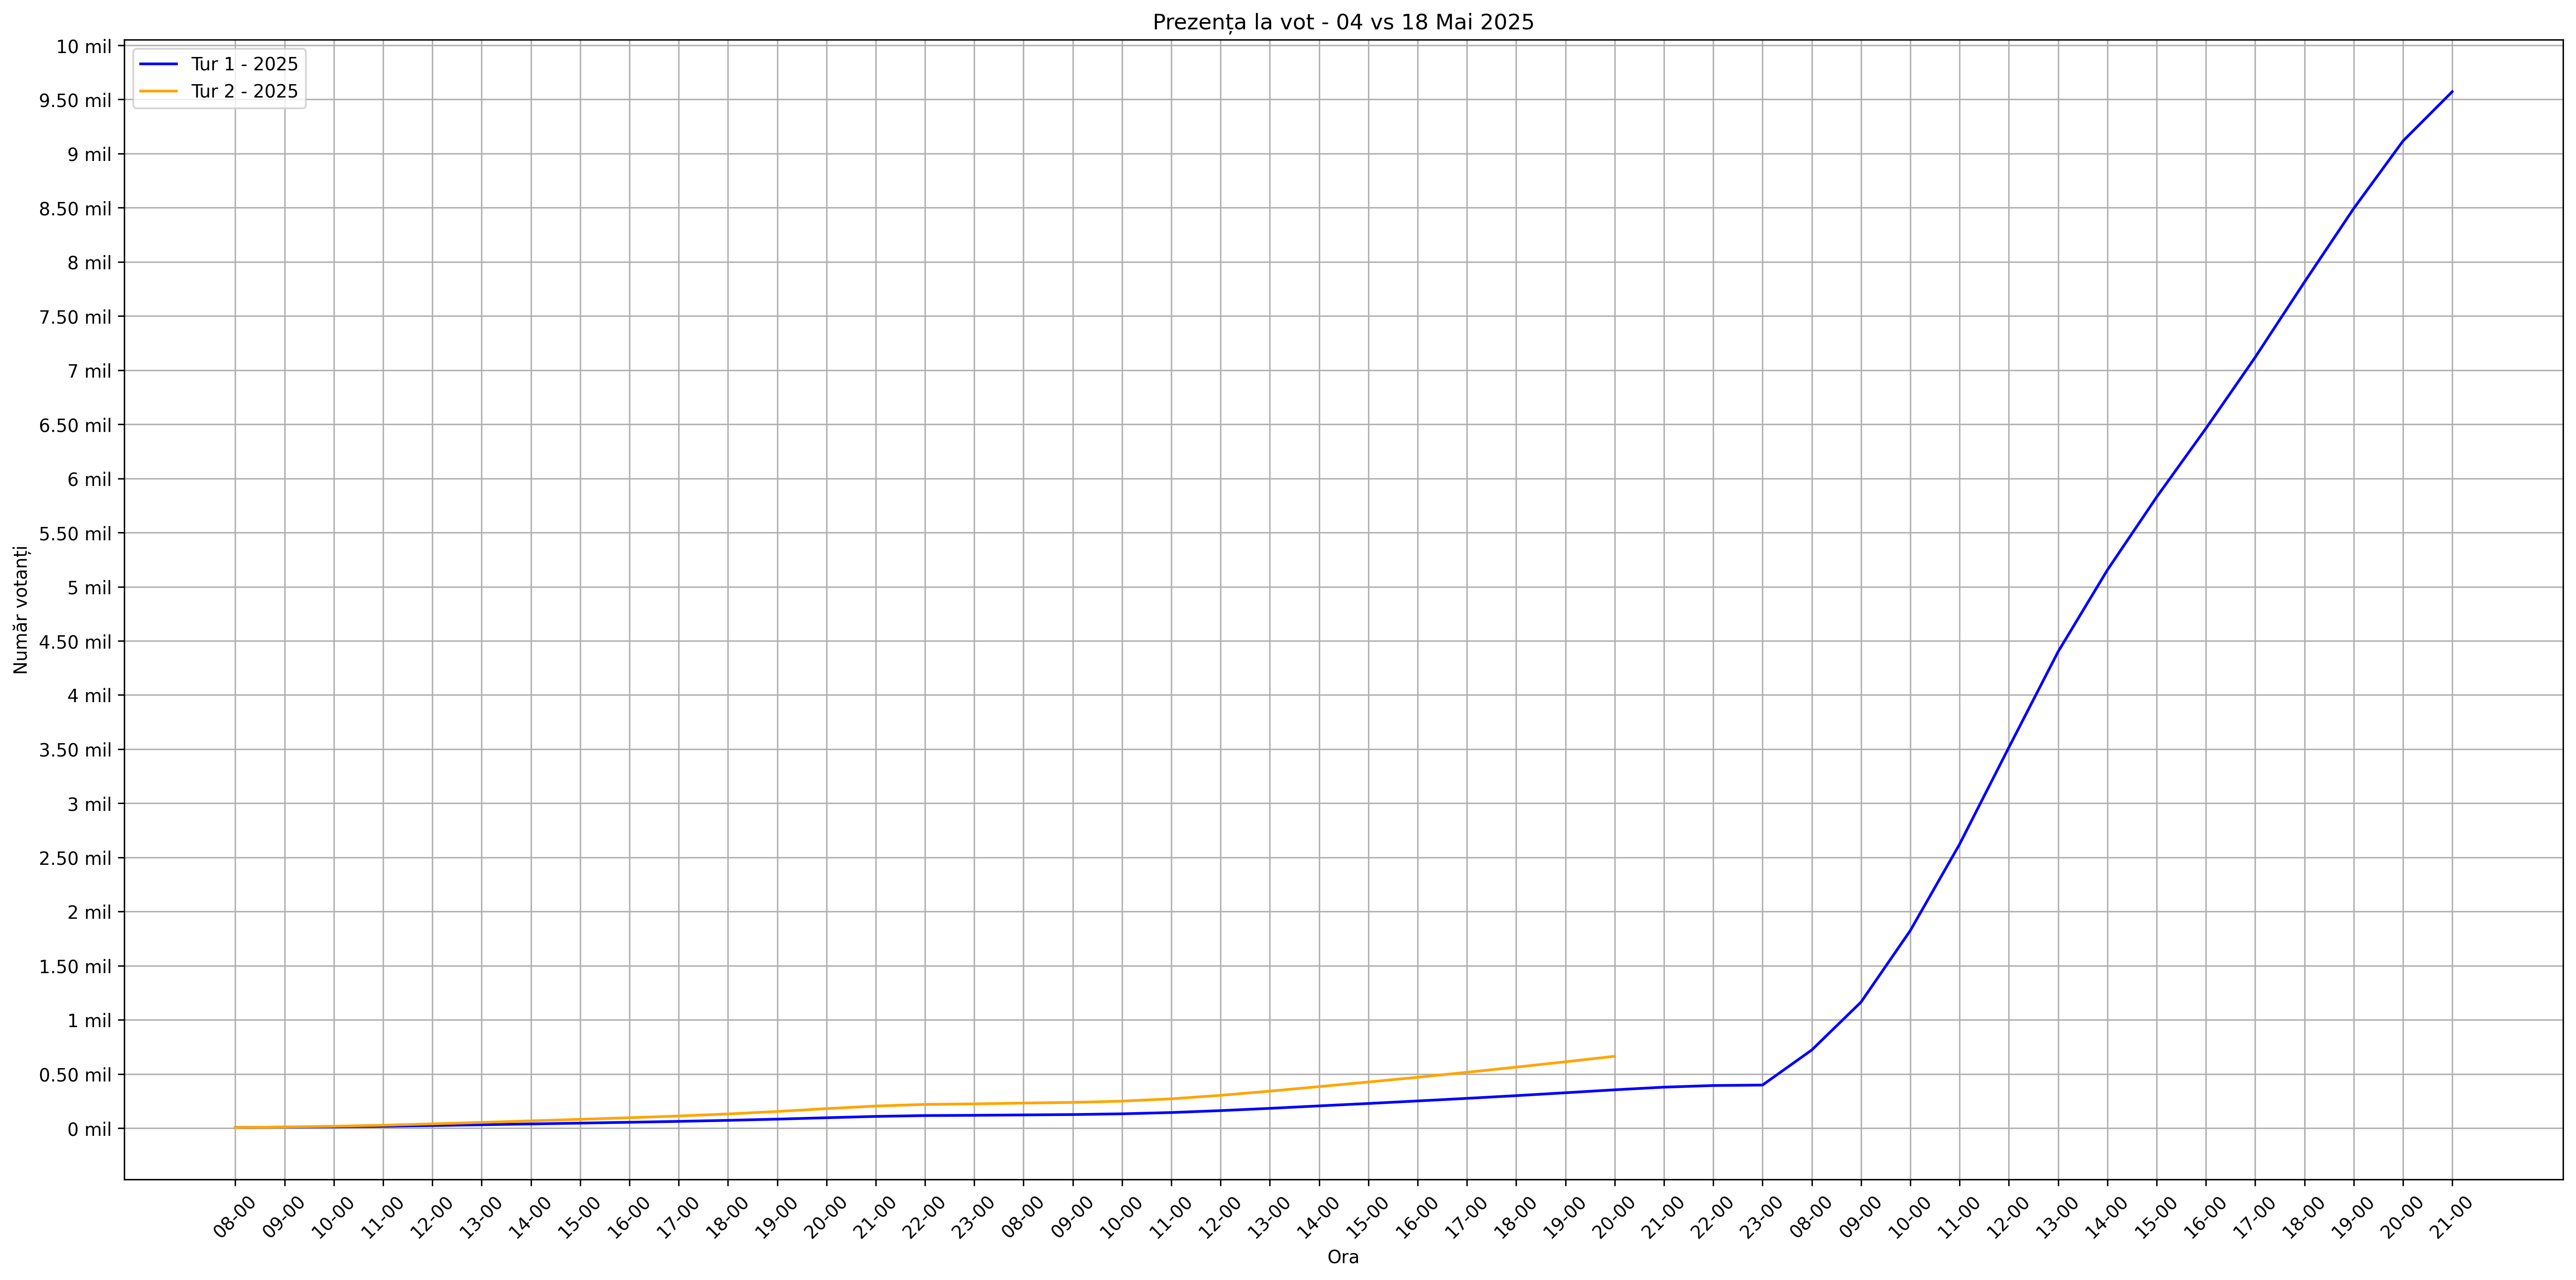 Prezența la vot - 04 vs 18 Mai 2025
Tur 1 - 2025
Tur 2 - 2025
Număr votanți
10 mil
9.50 mil
9 mil
8.50 mil
8 mil
7.50 mil
7 mil
6.50 mil
6 mil
5.50 mil
5 mil
4.50 mil
4 mil
3.50 mil
3 mil
2.50 mil
2 mil
1.50 mil
1 mil
0.50 mil
0 mil
08-00
09-00
10-00
11-00
12-00
13-00
14-00
15-00
16-00
17-00
18-00
19-00
20-00
21-00
22-00
23-00
08-00
09-00
10-00
11-00
12-00
13-00
14-00
15-00
16-00
17-00
18-00
19-00
20-00
21-00
22-00
23-00
08-00
09-00
10-00
11-00
12-00
13-00
14-00
15-00
16-00
17-00
18-00
19-00
20-00
21-00
Ora